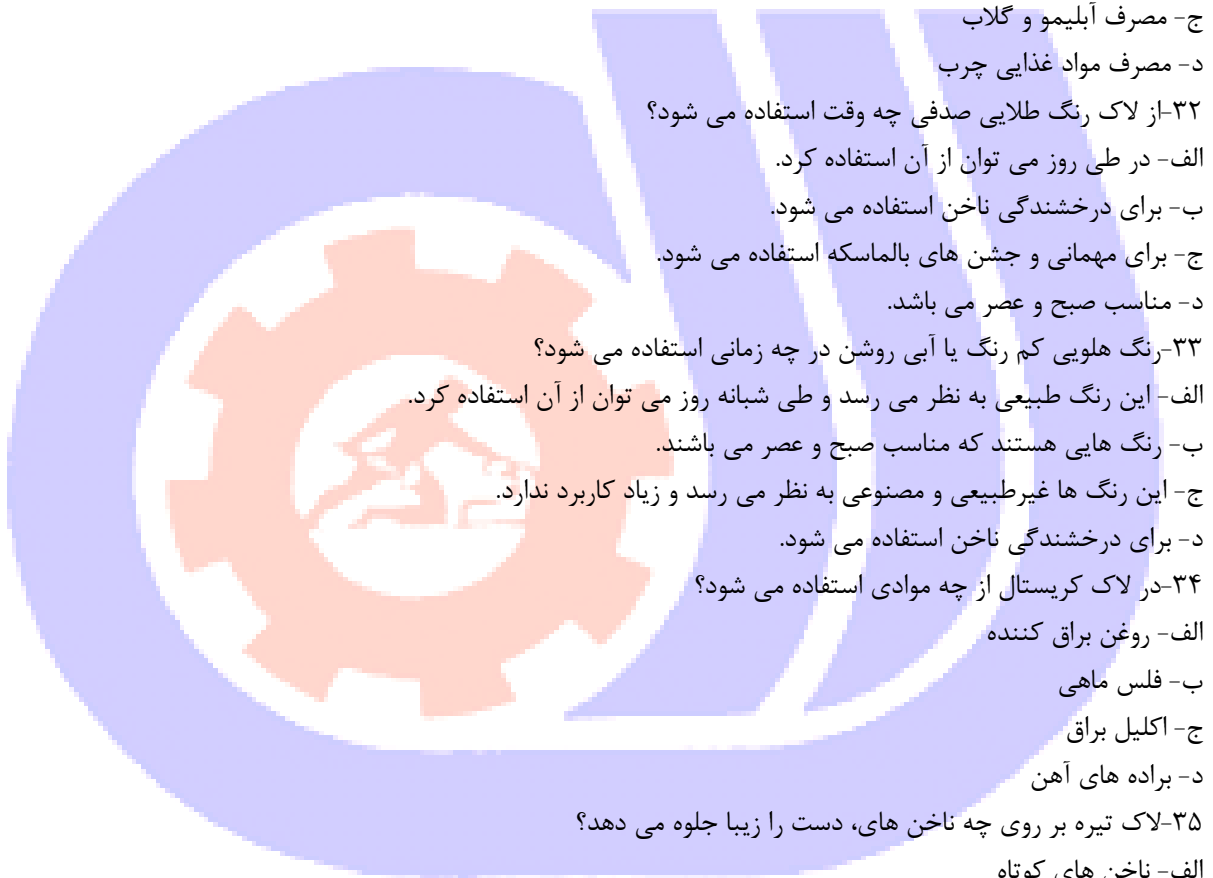 ج- مصرف آبلیمو و گلاب
د- مصرف مواد غذایی چرب
۳۲-از لاک رنگ طلایی صدفی چه وقت استفاده می شود؟
الف- در طی روز می توان از آن استفاده کرد.
ب- برای درخشندگی ناخن استفاده می شود.
ج- برای مهمانی و جشن های بالماسکه استفاده می شود.
د- مناسب صبح و عصر می باشد.
۳۳-رنگ هلویی کم رنگ یا آبی روشن در چه زمانی استفاده می شود؟
الف- این رنگ طبیعی به نظر می رسد و طی شبانه روز می توان از آن استفاده کرد.
ب- رنگ هایی هستند که مناسب صبح و عصر می باشند.
ج- این رنگ ها غیرطبیعی و مصنوعی به نظر می رسد و زیاد کاربرد ندارد.
د- برای درخشندگی ناخن استفاده می شود.
۳۴-در لاک کریستال از چه موادی استفاده می شود؟
الف- روغن براق کننده
ب- فلس ماهی
ج- اکلیل براق
د- براده های آهن
۳۵-لاک تیره بر روی چه ناخن های، دست را زیبا جلوه می دهد؟
الف- ناخن های کوتاه